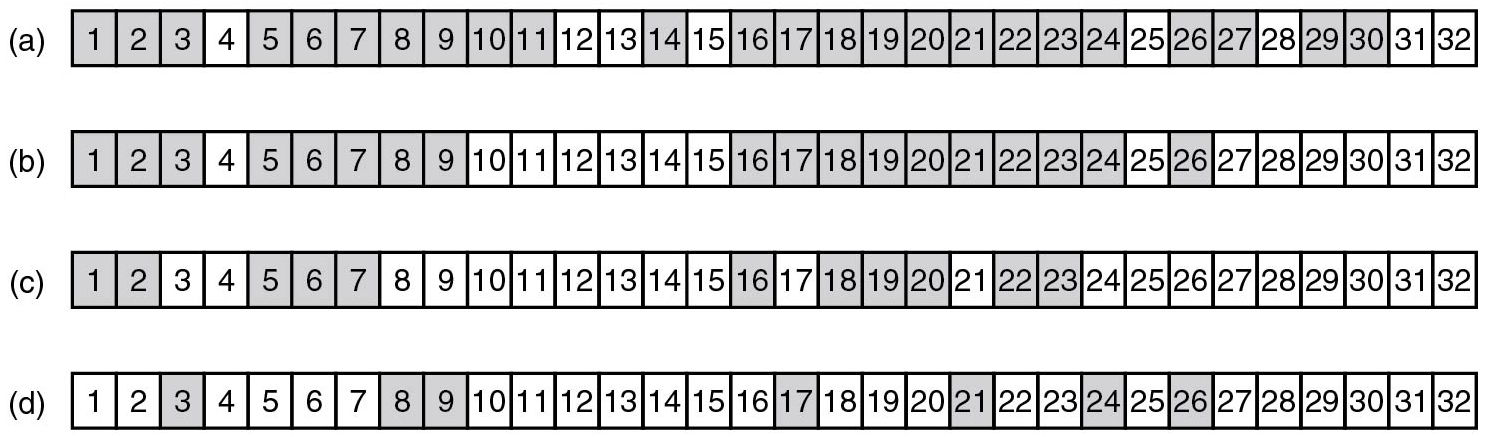 (a) 1 2 3 4 5 6 7 8 9 10 11 12 13 14 15 16 17 18 19 20 21 22 23 24 25 26 27 28 29 30 31 32
(b) 1 2 3 4 5 6 7 8 9 10 11 12 13 14 15 16 17 18 19 20 21 22 23 24 25 26 27 28 29 30 31 32
(c) 1 2 3 4 5 6 7 8 9 10 11 12 13 14 15 16 17 18 19 20 21 22 23 24 25 26 27 28 29 30 31 32
(d) 1 2 3 4 5 6 7 8 9 10 11 12 13 14 15 16 17 18 19 20 21 22 23 24 25 26 27 28 29 30 31 32